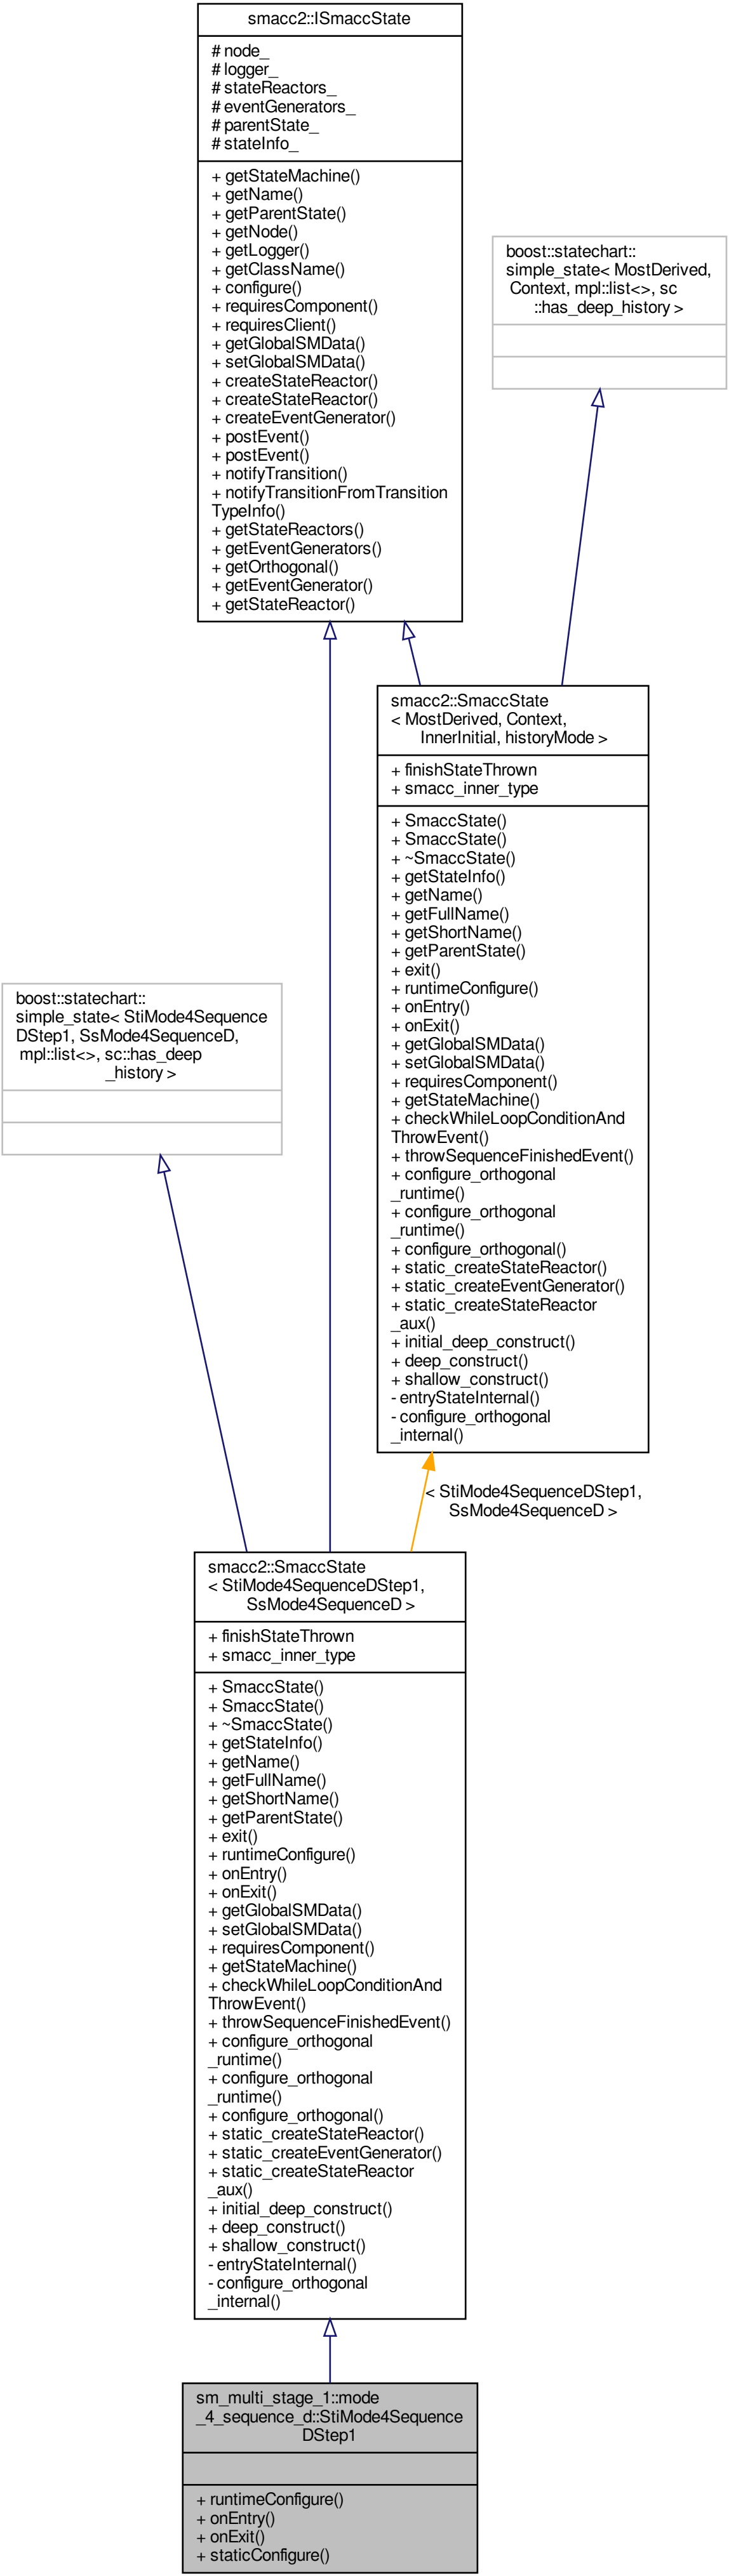 smacc2::ISmaccState
# node_
# logger_
# stateReactors_
# eventGenerators_
# parentState_
# stateInfo_
+ getStateMachine()
+ getName()
+ getParentState()
+ getNode()
+ getLogger()
+ getClassName()
+ configure()
+ requiresComponent()
+ requiresClient()
+ getGlobalSMData()
+ setGlobalSMData()
+ createStateReactor()
+ createStateReactor()
+ createEventGenerator()
+ postEvent()
+ postEvent()
+ notifyTransition()
+ notifyTransitionFromTransition
TypeInfo()
+ getStateReactors()
+ getEventGenerators()
+ getOrthogonal()
+ getEventGenerator()
+ getStateReactor()
boost::statechart::
simple_state< MostDerived,
Context, mpl::list<>, sc
::has_deep_history >
smacc2::SmaccState
< MostDerived, Context,
InnerInitial, historyMode >
+ finishStateThrown
+ smacc_inner_type
+ SmaccState()
+ SmaccState()
+ ~SmaccState()
+ getStateInfo()
+ getName()
+ getFullName()
+ getShortName()
+ getParentState()
+ exit()
+ runtimeConfigure()
+ onEntry()
+ onExit()
+ getGlobalSMData()
+ setGlobalSMData()
+ requiresComponent()
+ getStateMachine()
+ checkWhileLoopConditionAnd
ThrowEvent()
+ throwSequenceFinishedEvent()
+ configure_orthogonal
_runtime()
+ configure_orthogonal
_runtime()
+ configure_orthogonal()
+ static_createStateReactor()
+ static_createEventGenerator()
+ static_createStateReactor
_aux()
+ initial_deep_construct()
+ deep_construct()
+ shallow_construct()
- entryStateInternal()
- configure_orthogonal
_internal()
boost::statechart::
simple_state< StiMode4Sequence
DStep1, SsMode4SequenceD,
mpl::list<>, sc::has_deep
_history >
< StiMode4SequenceDStep1,
SsMode4SequenceD >
smacc2::SmaccState
< StiMode4SequenceDStep1,
SsMode4SequenceD >
+ finishStateThrown
+ smacc_inner_type
+ SmaccState()
+ SmaccState()
+ ~SmaccState()
+ getStateInfo()
+ getName()
+ getFullName()
+ getShortName()
+ getParentState()
+ exit()
+ runtimeConfigure()
+ onEntry()
+ onExit()
+ getGlobalSMData()
+ setGlobalSMData()
+ requiresComponent()
+ getStateMachine()
+ checkWhileLoopConditionAnd
ThrowEvent()
+ throwSequenceFinishedEvent()
+ configure_orthogonal
_runtime()
+ configure_orthogonal
_runtime()
+ configure_orthogonal()
+ static_createStateReactor()
+ static_createEventGenerator()
+ static_createStateReactor
_aux()
+ initial_deep_construct()
+ deep_construct()
+ shallow_construct()
- entryStateInternal()
- configure_orthogonal
_internal()
sm_multi_stage_1::mode
_4_sequence_d::StiMode4Sequence
DStep1
+ runtimeConfigure()
+ onEntry()
+ onExit()
+ staticConfigure()